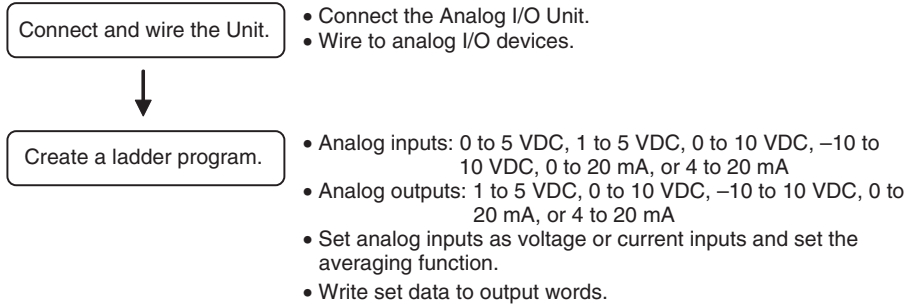 Connect and wire the Unit.
• Connect the Analog I/O Unit.
• Wire to analog I/O devices.
Create a ladder program.
• Analog inputs: 0 to 5 VDC, 1 to 5 VDC, 0 to 10 VDC, –10 to
10 VDC, 0 to 20 mA, or 4 to 20 mA
• Analog outputs: 1 to 5 VDC, 0 to 10 VDC, –10 to 10 VDC, 0 to
20 mA, or 4 to 20 mA
• Set analog inputs as voltage or current inputs and set the
averaging function.
• Write set data to output words.